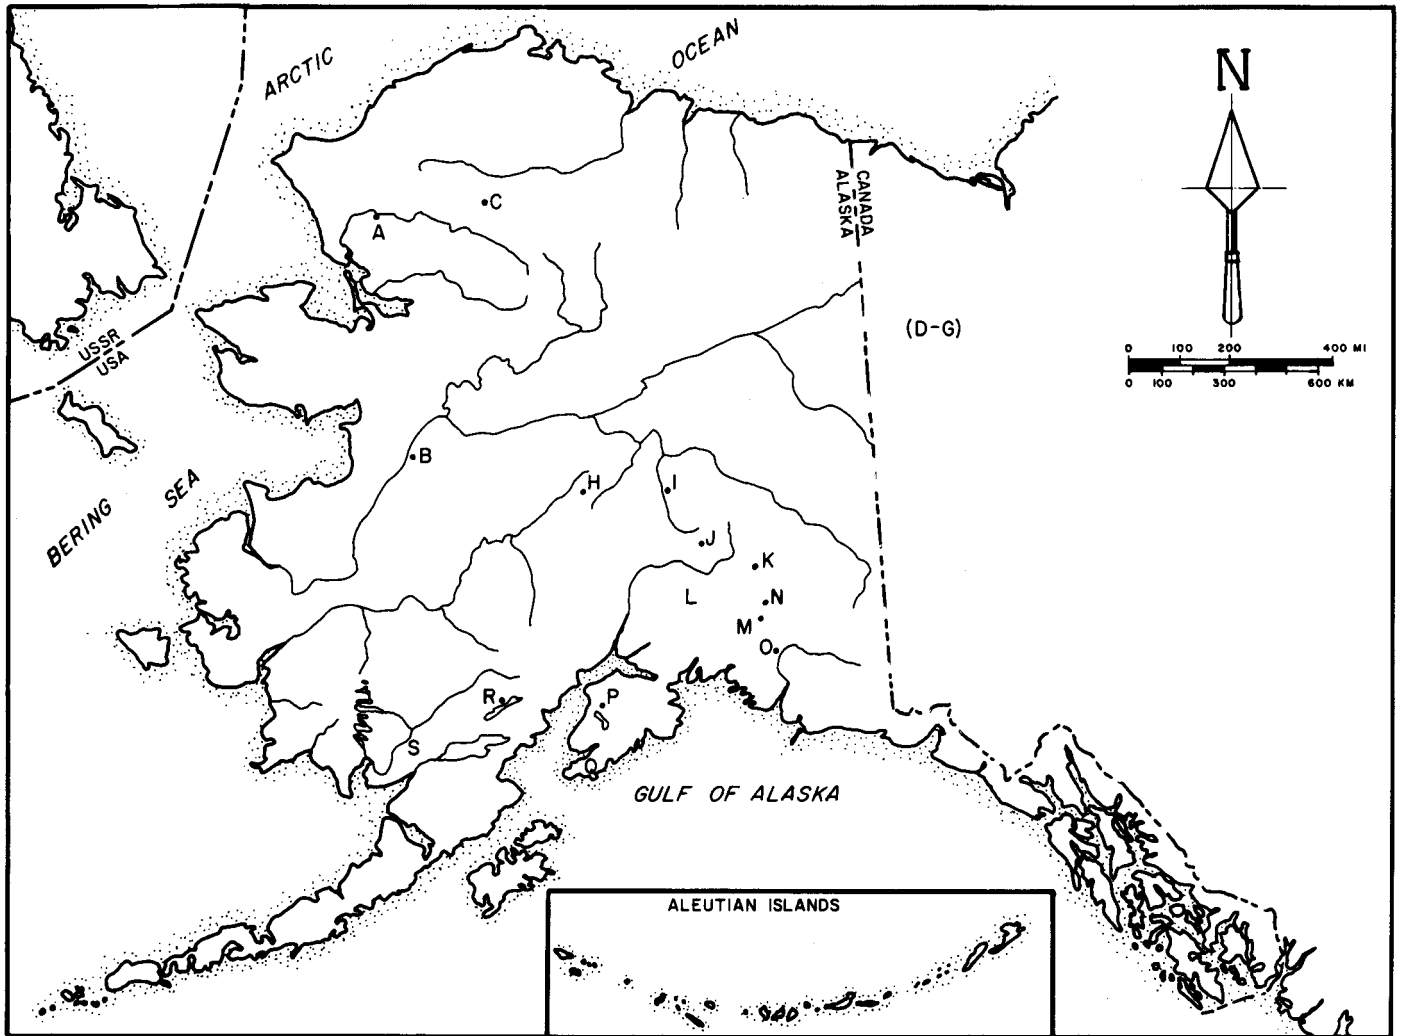 ARCTIC
OCEAN
N
C
A
CANADA
ALASKA
(D-G)
0 100 200 400 MI
0 100 300 600 KM
USSR
USA
BERING SEA
B
H
I
J
K
L
N
M
O
R
P
S
Q
GULF OF ALASKA
ALEUTIAN ISLANDS